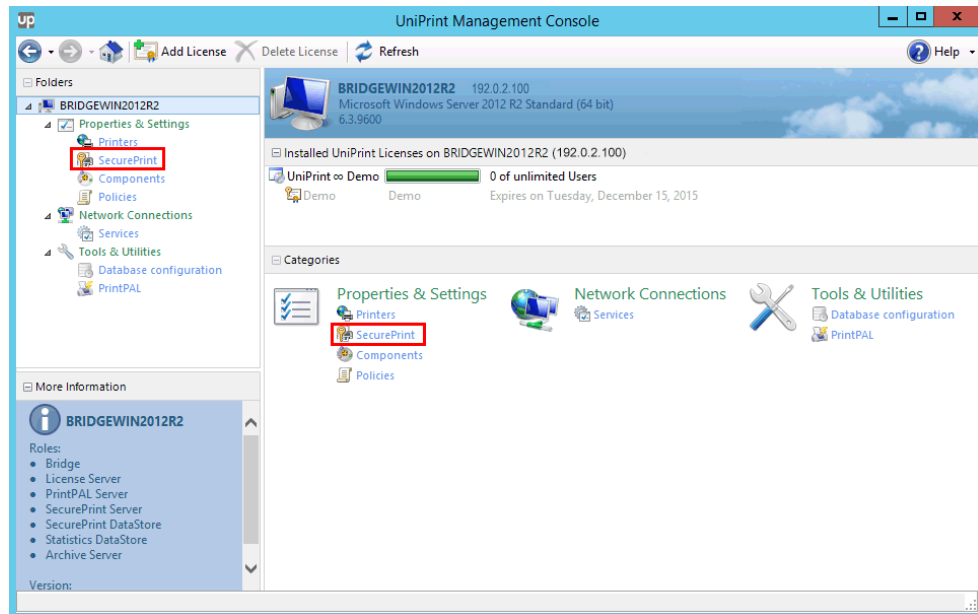 up UniPrint Management Console
Add License Delete License Refresh Help
Folders
BRIDGEWIN2012R2
Properties & Settings
Printers
SecurePrint
Components
Policies
Network Connections
Services
Tools & Utilities
Database configuration
PrintPAL
More Information
BRIDGEWIN2012R2
Roles:
Bridge
License Server
PrintPAL Server
SecurePrint Server
SecurePrint DataStore
Statistics DataStore
Archive Server
Version:
BRIDGEWIN2012R2 192.0.2.100
Microsoft Windows Server 2012 R2 Standard (64 bit)
6.3.9600
Installed UniPrint Licenses on BRIDGEWIN2012R2 (192.0.2.100)
UniPrint ∞ Demo 0 of unlimited Users
Demo Demo Expires on Tuesday, December 15, 2015
Categories
Properties & Settings
Printers
SecurePrint
Components
Policies
Network Connections
Services
Tools & Utilities
Database configuration
PrintPAL